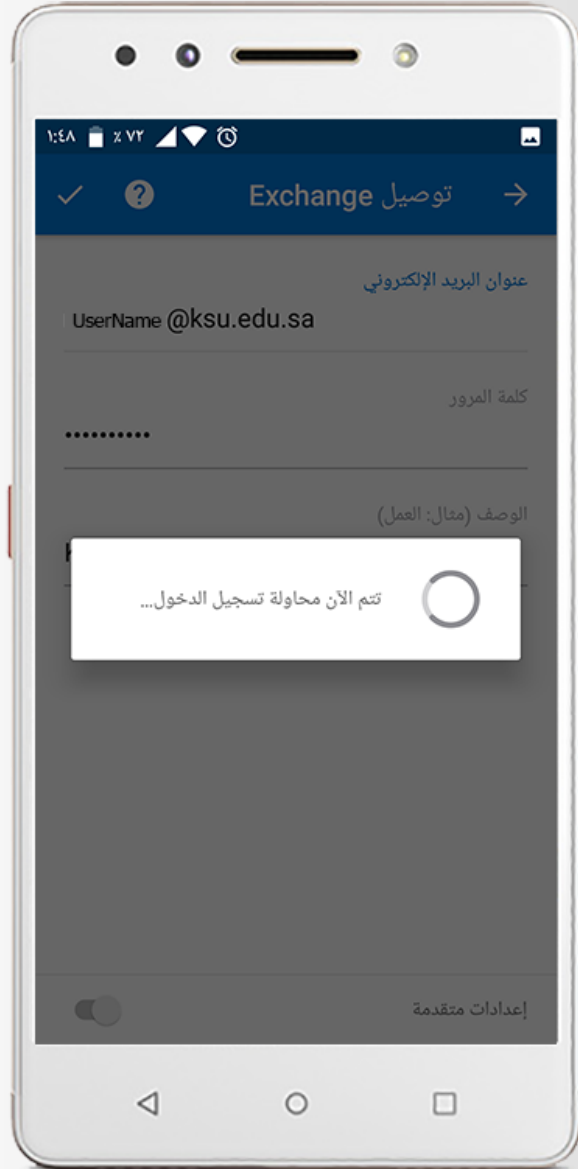 ١:٤٨ ٧٢ ٪
توصيل Exchange
عنوان البريد الإلكتروني
UserName @ksu.edu.sa
كلمة المرور
••••••••••
الوصف (مثال: العمل)
تتم الآن محاولة تسجيل الدخول...
إعدادات متقدمة